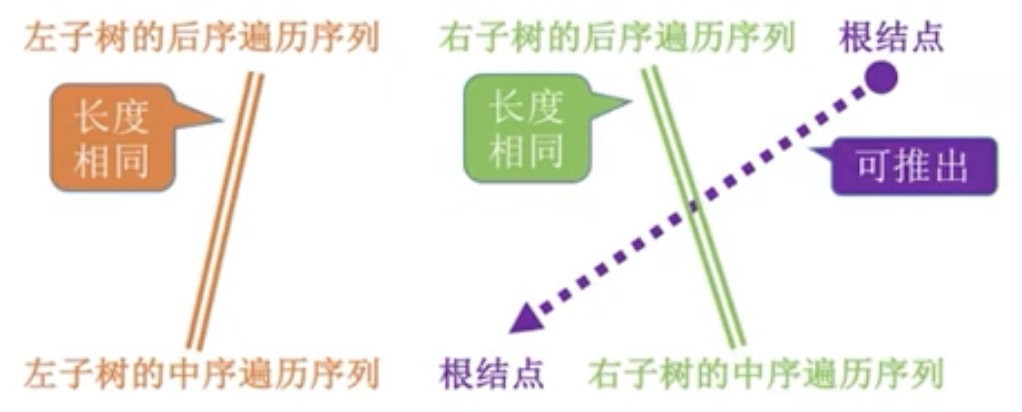 左子树的后序遍历序列 右子树的后序遍历序列 根结点
长度
相同
长度
相同
可推出
左子树的中序遍历序列 根结点 右子树的中序遍历序列